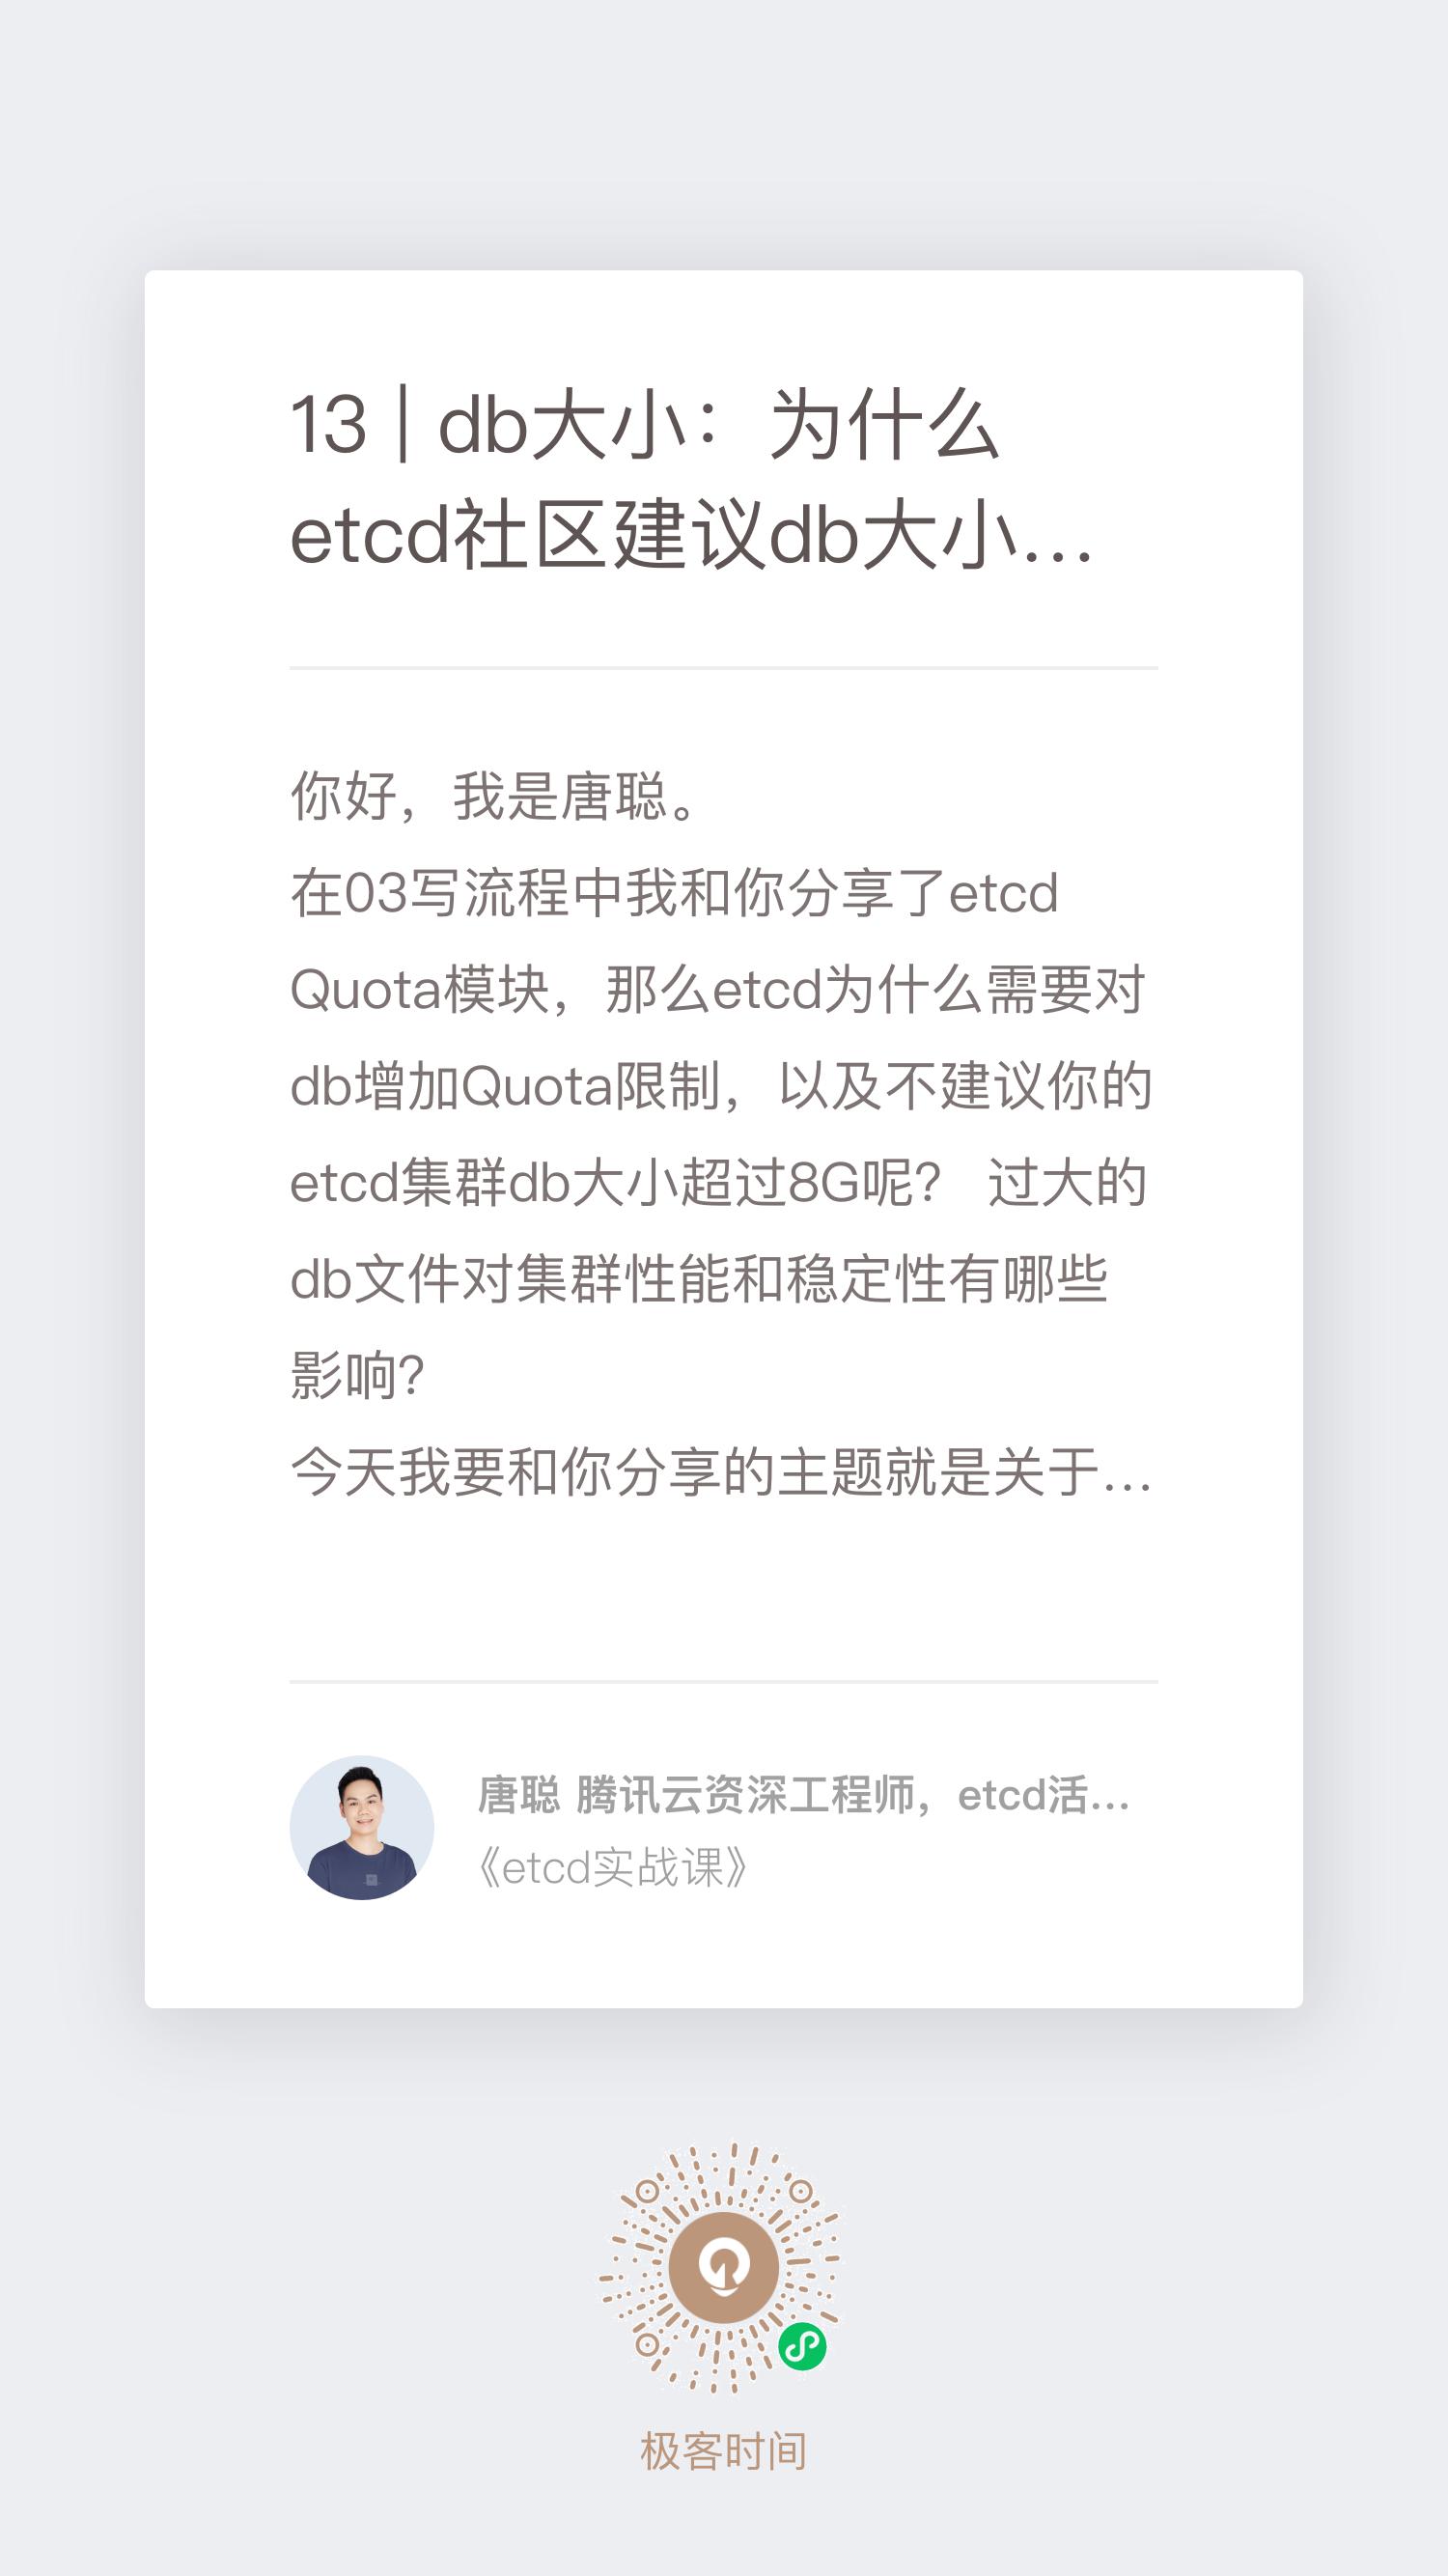 13 | db大小：为什么
etcd社区建议db大小...
你好，我是唐聪。
在03写流程中我和你分享了etcd
Quota模块，那么etcd为什么需要对
db增加Quota限制，以及不建议你的
etcd集群db大小超过8G呢？ 过大的
db文件对集群性能和稳定性有哪些
影响？
今天我要和你分享的主题就是关于...
唐聪 腾讯云资深工程师，etcd活...
《etcd实战课》
极客时间